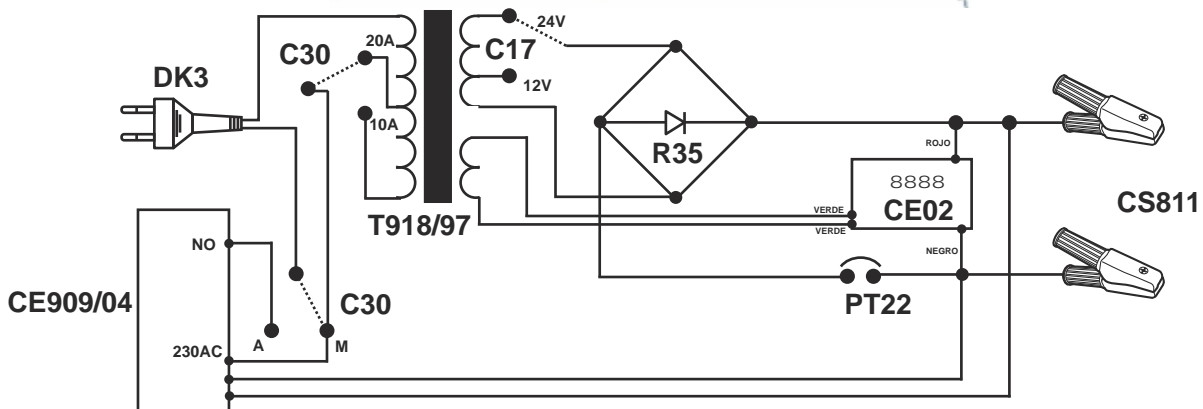 24V
20A
C30
C17
DK3
12V
10A
ROJO
R35
8888
CE02
CS811
VERDE
T918/97
VERDE
NO
NEGRO
CE909/04
C30
PT22
A
M
230AC